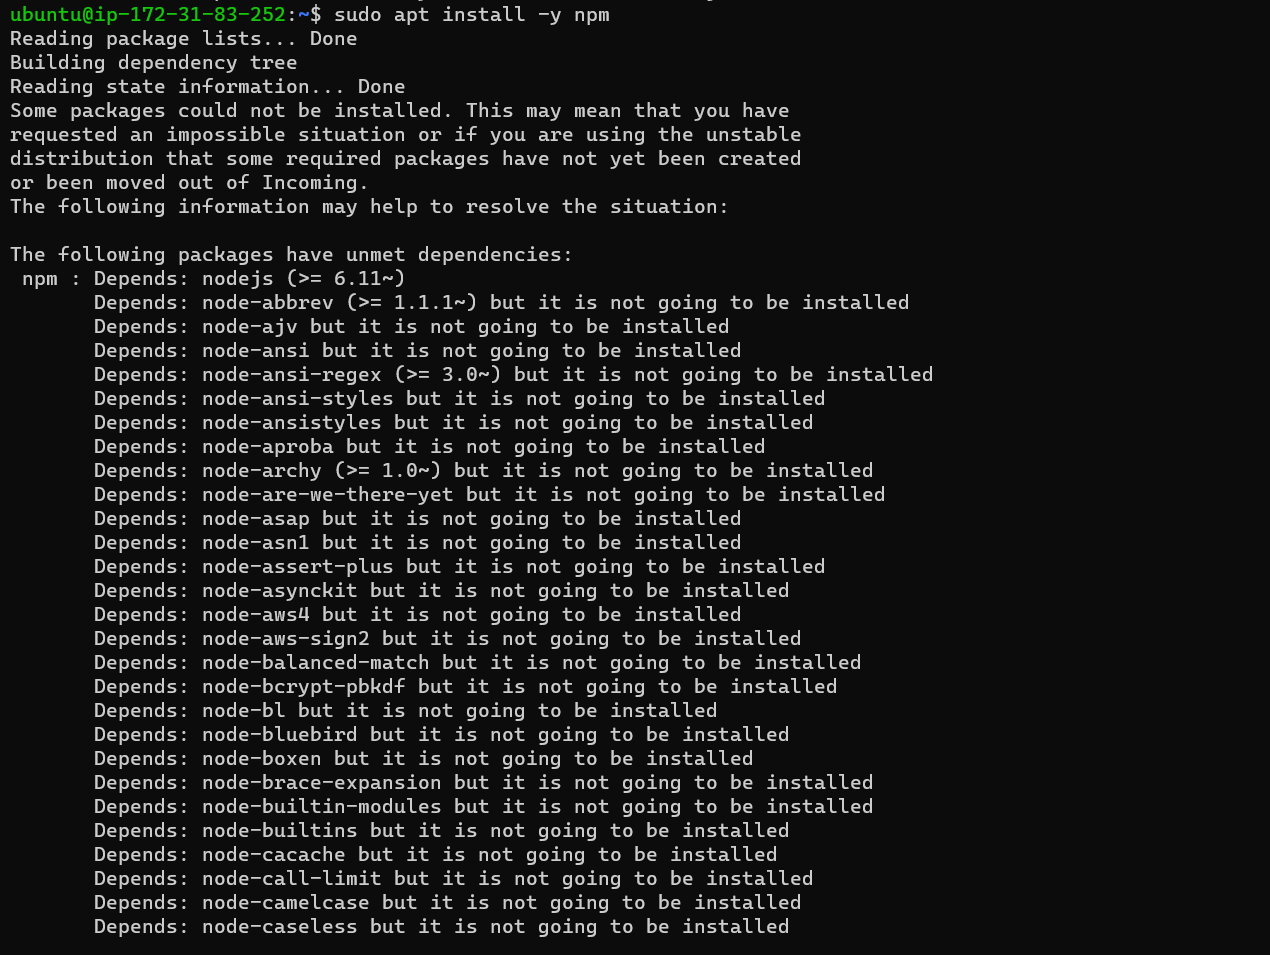 ubuntu@ip-172-31-83-252:~$ sudo apt install -y npm
Reading package lists... Done
Building dependency tree
Reading state information... Done
Some packages could not be installed. This may mean that you have
requested an impossible situation or if you are using the unstable
distribution that some required packages have not yet been created
or been moved out of Incoming.
The following information may help to resolve the situation:

The following packages have unmet dependencies:
 npm : Depends: nodejs (>= 6.11~)
       Depends: node-abbrev (>= 1.1.1~) but it is not going to be installed
       Depends: node-ajv but it is not going to be installed
       Depends: node-ansi but it is not going to be installed
       Depends: node-ansi-regex (>= 3.0~) but it is not going to be installed
       Depends: node-ansi-styles but it is not going to be installed
       Depends: node-ansistyles but it is not going to be installed
       Depends: node-aproba but it is not going to be installed
       Depends: node-archy (>= 1.0~) but it is not going to be installed
       Depends: node-are-we-there-yet but it is not going to be installed
       Depends: node-asap but it is not going to be installed
       Depends: node-asn1 but it is not going to be installed
       Depends: node-assert-plus but it is not going to be installed
       Depends: node-asynckit but it is not going to be installed
       Depends: node-aws4 but it is not going to be installed
       Depends: node-aws-sign2 but it is not going to be installed
       Depends: node-balanced-match but it is not going to be installed
       Depends: node-bcrypt-pbkdf but it is not going to be installed
       Depends: node-bl but it is not going to be installed
       Depends: node-bluebird but it is not going to be installed
       Depends: node-boxen but it is not going to be installed
       Depends: node-brace-expansion but it is not going to be installed
       Depends: node-builtin-modules but it is not going to be installed
       Depends: node-builtins but it is not going to be installed
       Depends: node-cacache but it is not going to be installed
       Depends: node-call-limit but it is not going to be installed
       Depends: node-camelcase but it is not going to be installed
       Depends: node-caseless but it is not going to be installed